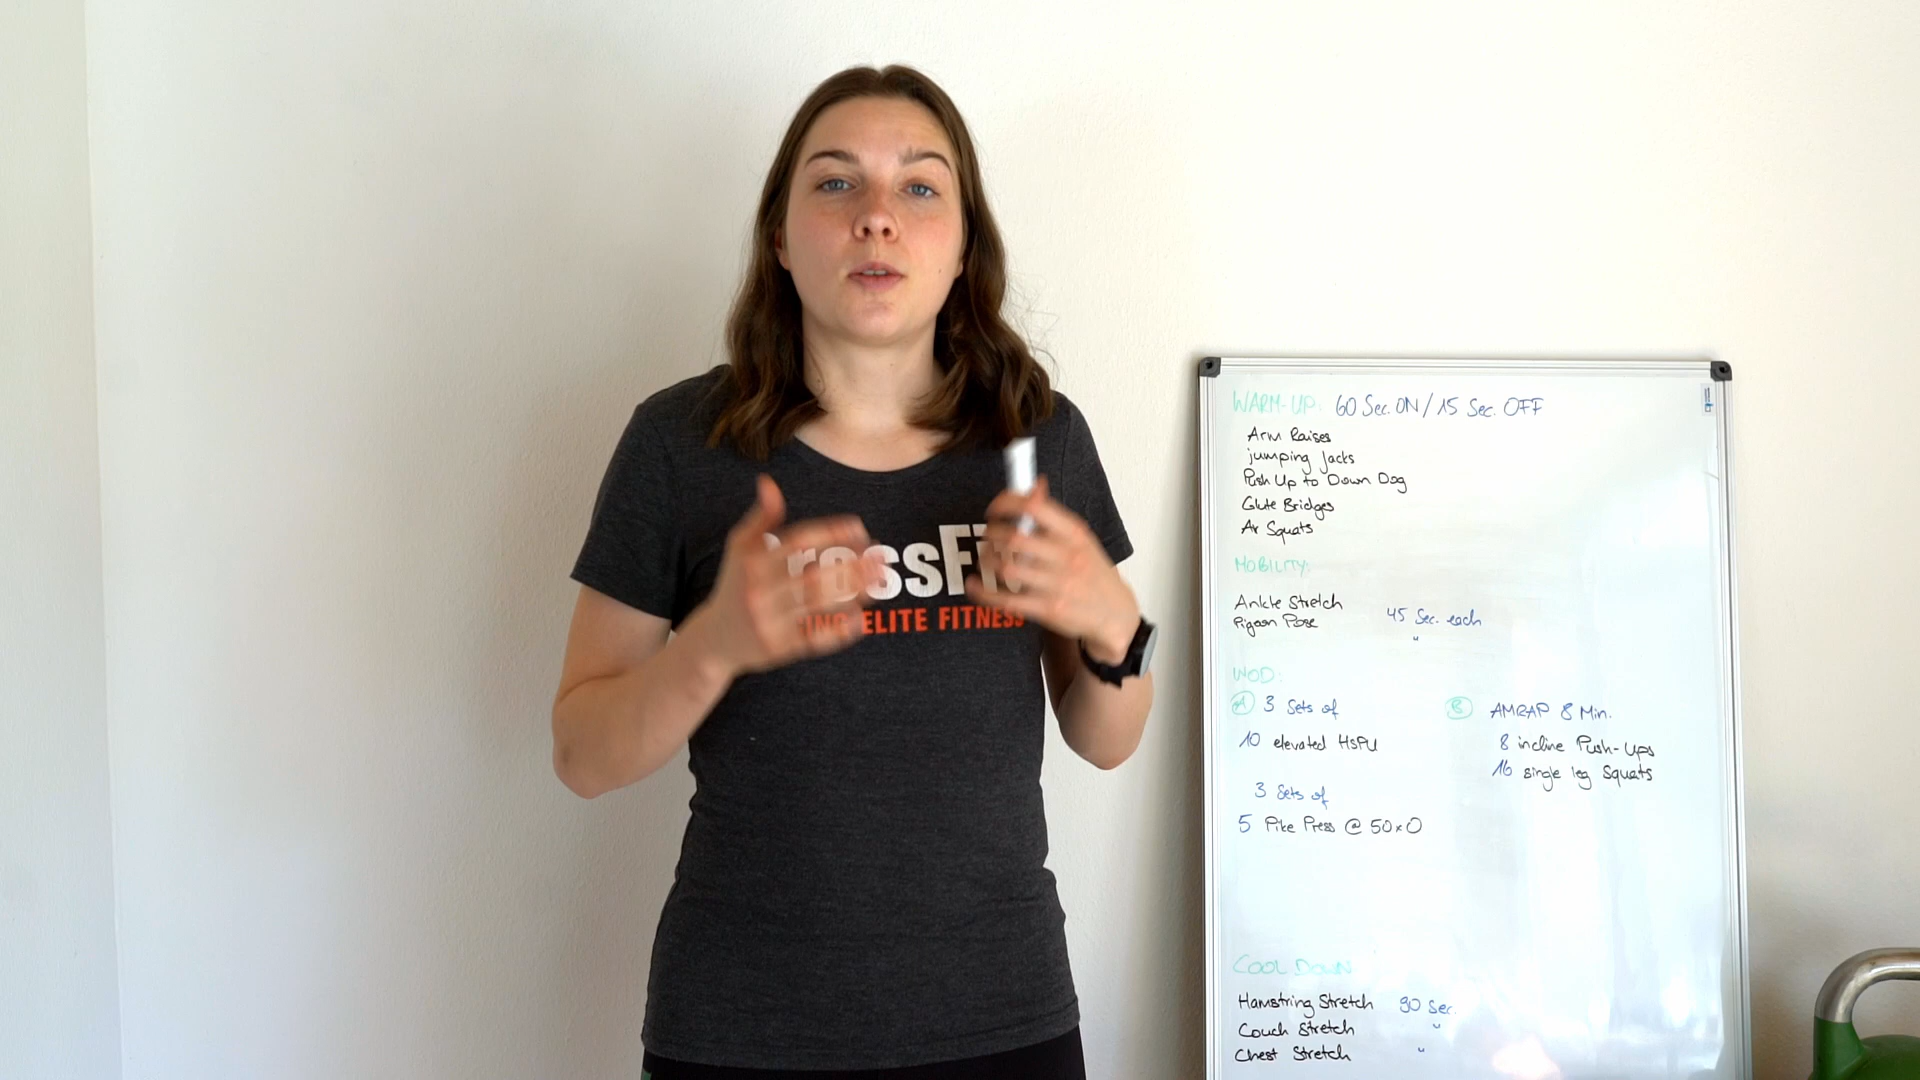 CrossFit
ELITE FITNESS
WARM-UP: 60 Sec. ON / 15 Sec. OFF
Arm Raises
jumping Jacks
Push Up to Down Dog
Glute Bridges
Air Squats
MOBILITY:
Ankle Stretch 45 Sec. each
Pigeon Pose "
WOD:
A 3 Sets of
10 elevated HSPU
3 Sets of
5 Pike Press @ 50x0
B AMRAP 8 Min.
8 incline Push-Ups
16 single leg Squats
COOL DOWN
Hamstring Stretch 90 Sec.
Couch Stretch "
Chest Stretch "